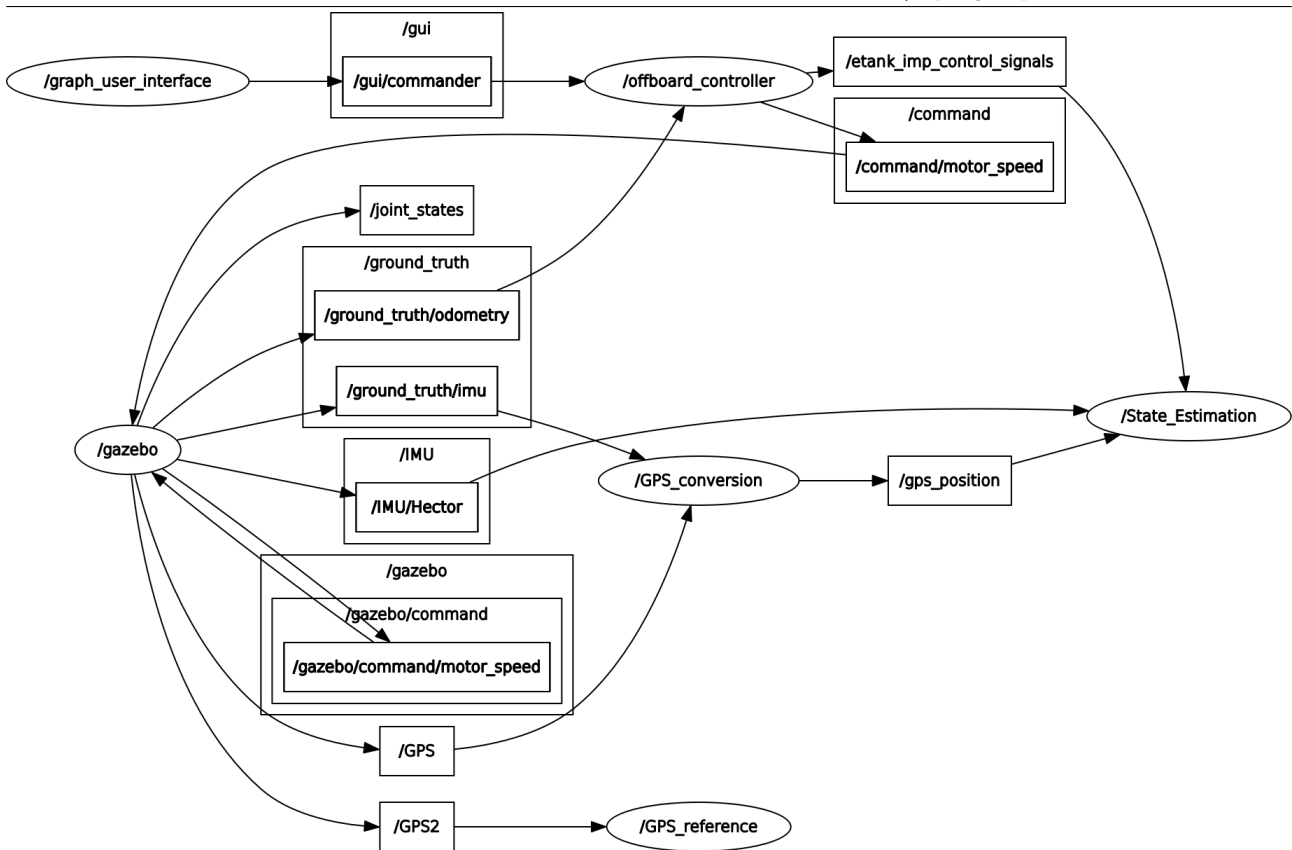 /gui
/graph_user_interface
/gui/commander
/offboard_controller
/etank_imp_control_signals
/command
/command/motor_speed
/joint_states
/ground_truth
/ground_truth/odometry
/ground_truth/imu
/State_Estimation
/gazebo
/IMU
/IMU/Hector
/GPS_conversion
/gps_position
/gazebo
/gazebo/command
/gazebo/command/motor_speed
/GPS
/GPS2
/GPS_reference